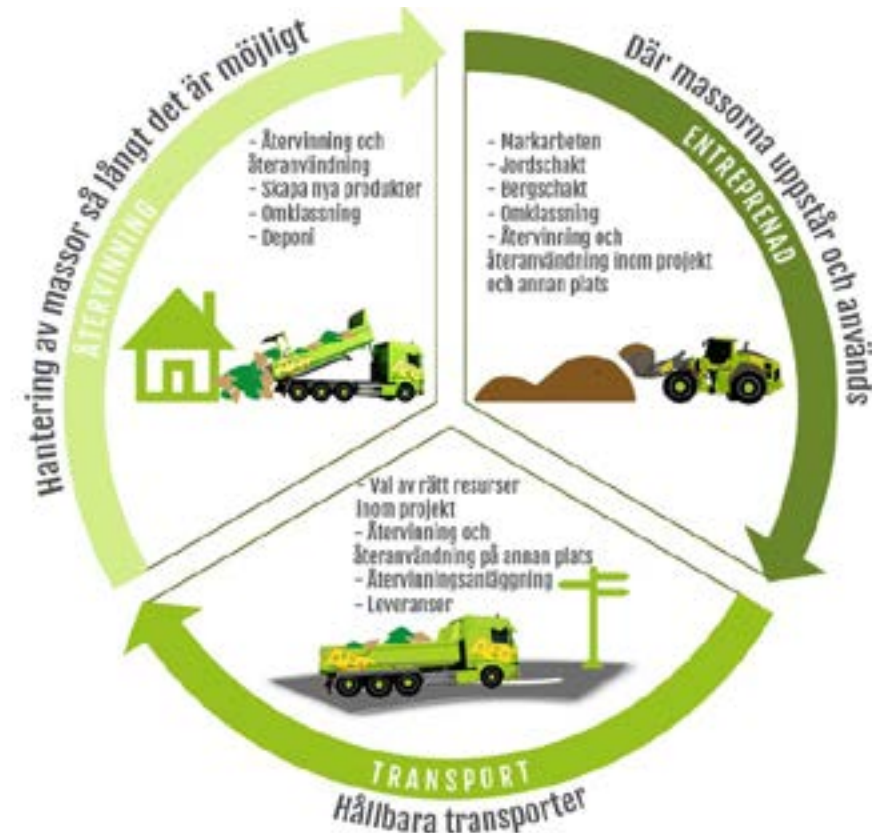 Hantering av massor så långt det är möjligt
ÅTERVINNING
- Återvinning och
återanvändning
- Skapa nya produkter
- Omklassning
- Deponi
Där massorna uppstår och används
ENTREPRENAD
- Markarbeten
- Jordschakt
- Bergschakt
- Omklassning
- Återvinning och
återanvändning inom projekt
och annan plats
- Val av rätt resurser
inom projekt
- Återvinning och
återanvändning på annan plats
- Återvinningsanläggning
- Leveranser
TRANSPORT
Hållbara transporter